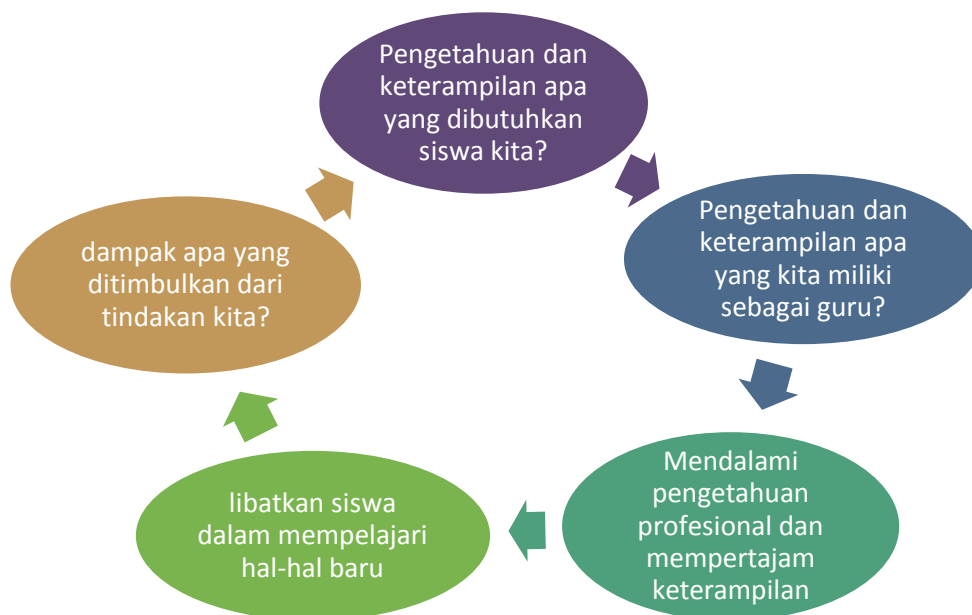 Pengetahuan dan
keterampilan apa
yang dibutuhkan
siswa kita?
Pengetahuan dan
keterampilan apa
yang kita miliki
sebagai guru?
Mendalami
pengetahuan
profesional dan
mempertajam
keterampilan
libatkan siswa
dalam mempelajari
hal-hal baru
dampak apa yang
ditimbulkan dari
tindakan kita?